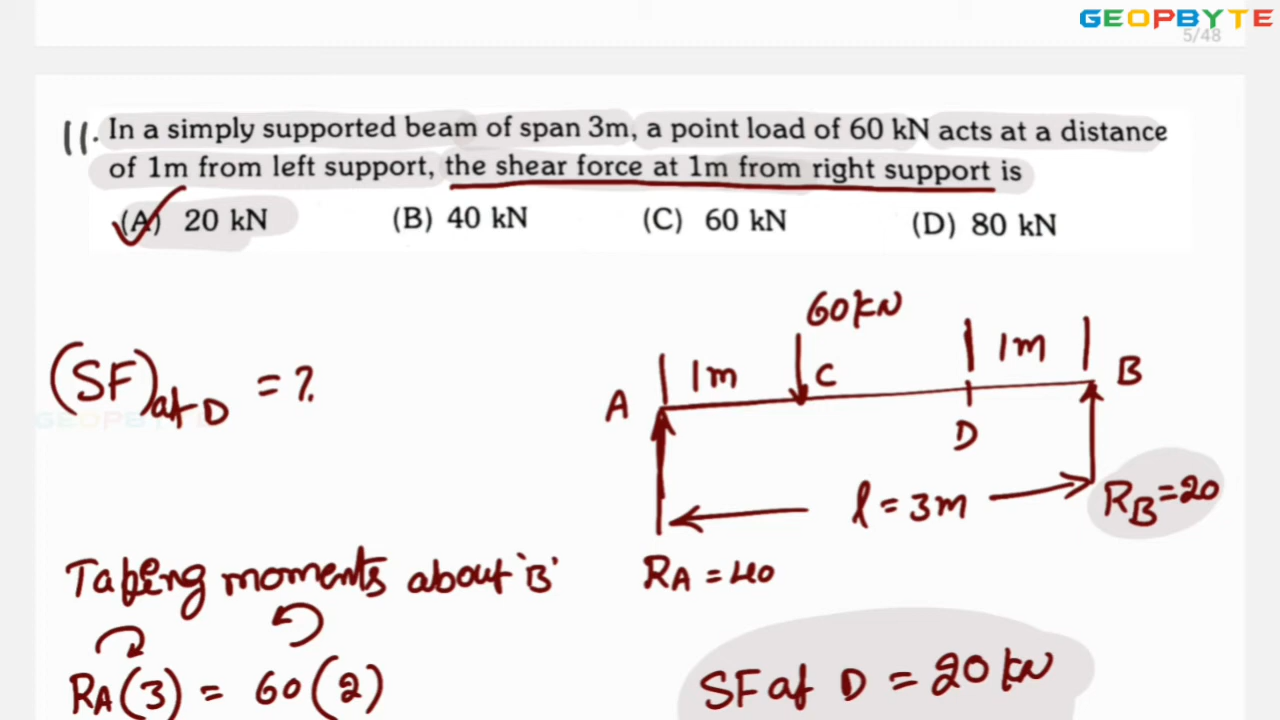 GEOPBYTE
5/48
11. In a simply supported beam of span 3m, a point load of 60 kN acts at a distance
of 1m from left support, the shear force at 1m from right support is
(A) 20 kN (B) 40 kN (C) 60 kN (D) 80 kN
60 kN
(SF)at D = ?
A 1m C 1m B
D
l = 3m
RB = 20
GEOPBYTE
Taking moments about 'B'
RA = 40
RA (3) = 60 (2)
SF at D = 20 kN